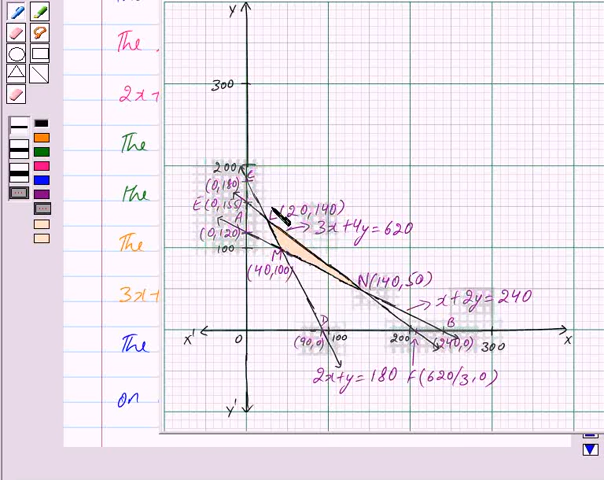 The
2x+
The
the
The
3x+
The
on
Y
300
200
C
(0,180)
E(0,155)
A
(0,120)
100
L(20,140)
3x+4y=620
M
(40,100)
N(140,50)
x+2y=240
X'
0
D
(90,0)
100
200
B
(240,0)
300
X
2x+y=180
F(620/3,0)
Y'